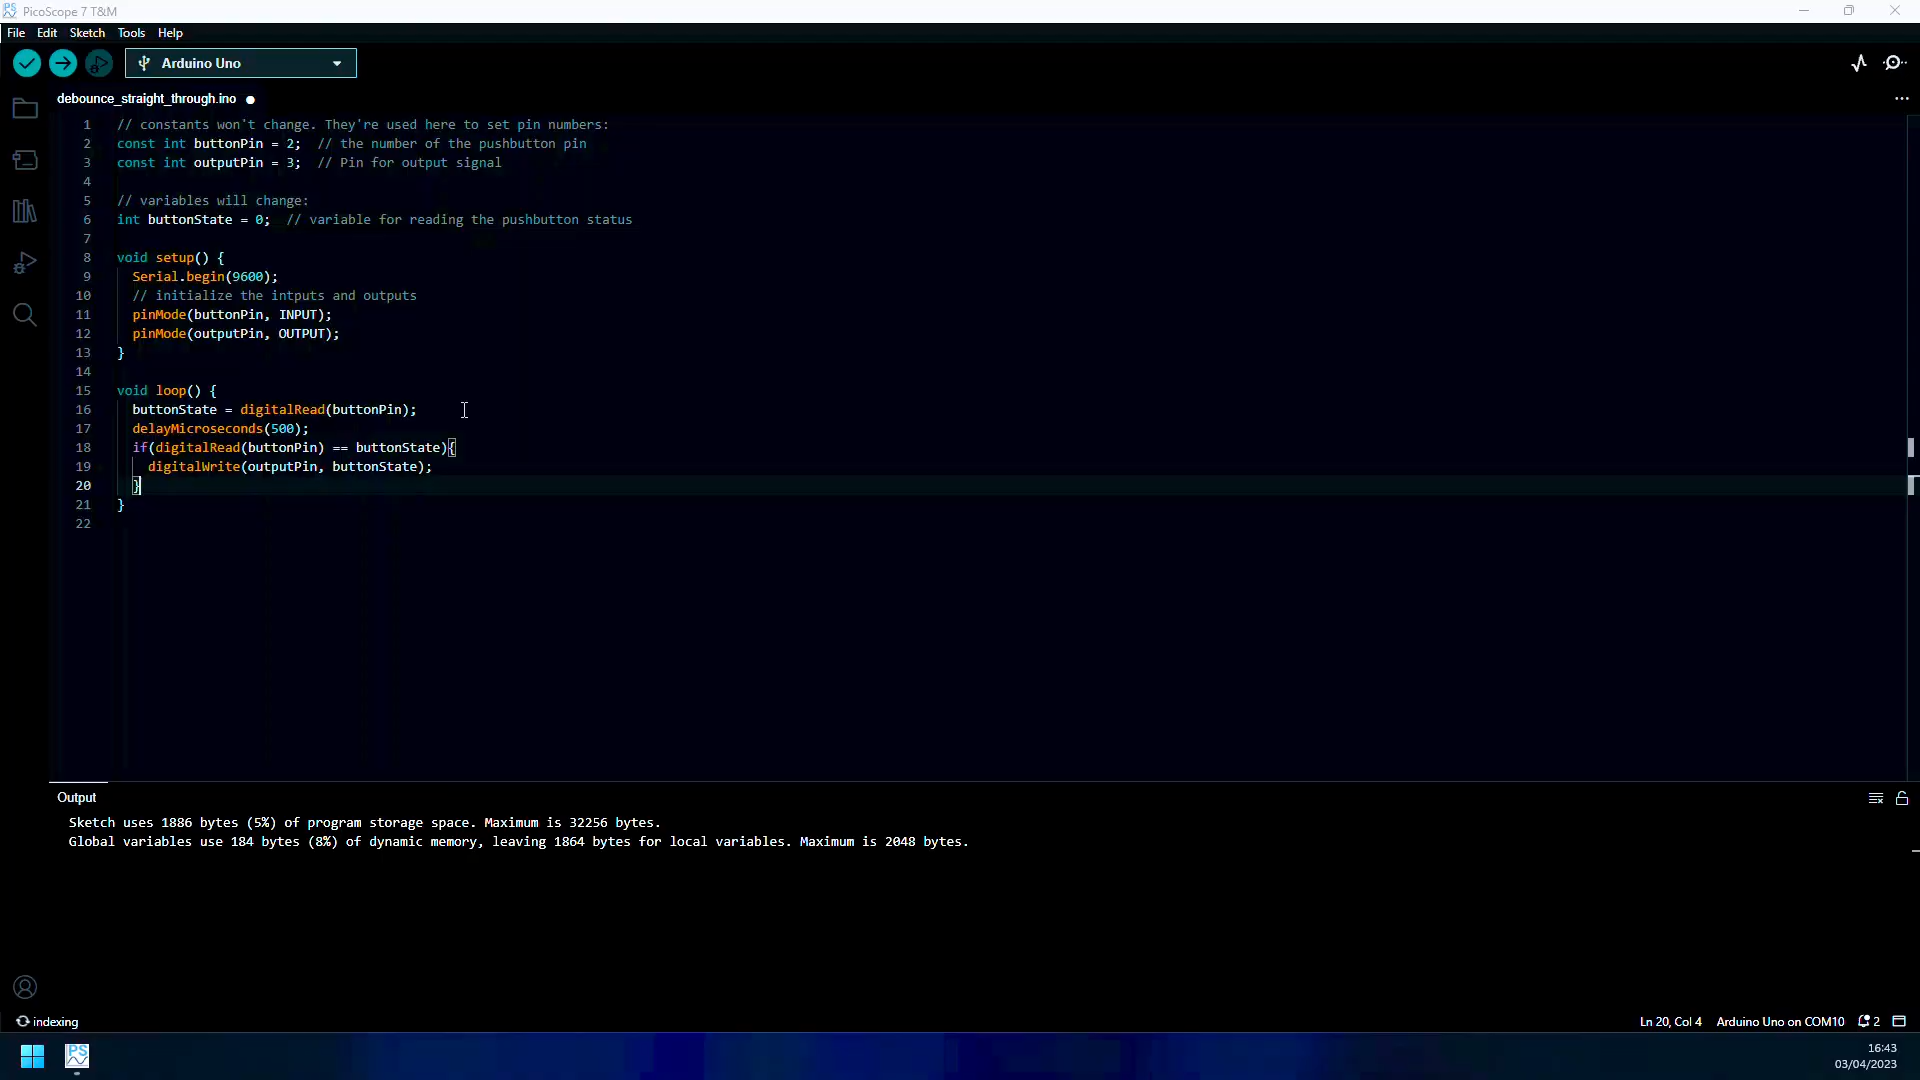 PicoScope 7 T&M
File Edit Sketch Tools Help
Arduino Uno
debounce_straight_through.ino
1 // constants won't change. They're used here to set pin numbers:
2 const int buttonPin = 2; // the number of the pushbutton pin
3 const int outputPin = 3; // Pin for output signal
4
5 // variables will change:
6 int buttonState = 0; // variable for reading the pushbutton status
7
8 void setup() {
9 Serial.begin(9600);
10 // initialize the intputs and outputs
11 pinMode(buttonPin, INPUT);
12 pinMode(outputPin, OUTPUT);
13 }
14
15 void loop() {
16 buttonState = digitalRead(buttonPin);
17 delayMicroseconds(500);
18 if(digitalRead(buttonPin) == buttonState){
19 digitalWrite(outputPin, buttonState);
20 }
21 }
22
Output
Sketch uses 1886 bytes (5%) of program storage space. Maximum is 32256 bytes.
Global variables use 184 bytes (8%) of dynamic memory, leaving 1864 bytes for local variables. Maximum is 2048 bytes.
indexing
Ln 20, Col 4 Arduino Uno on COM10 2
PS
16:43
03/04/2023